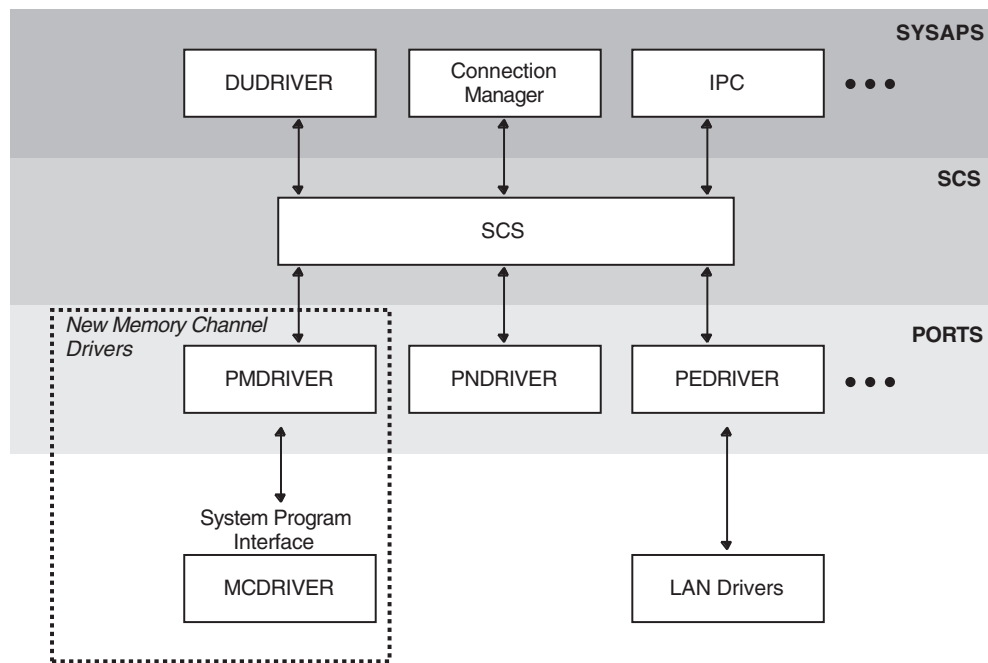 SYSAPS
DUDRIVER
Connection
Manager
IPC
SCS
SCS
New Memory Channel
Drivers
PORTS
PMDRIVER
PNDRIVER
PEDRIVER
System Program
Interface
MCDRIVER
LAN Drivers